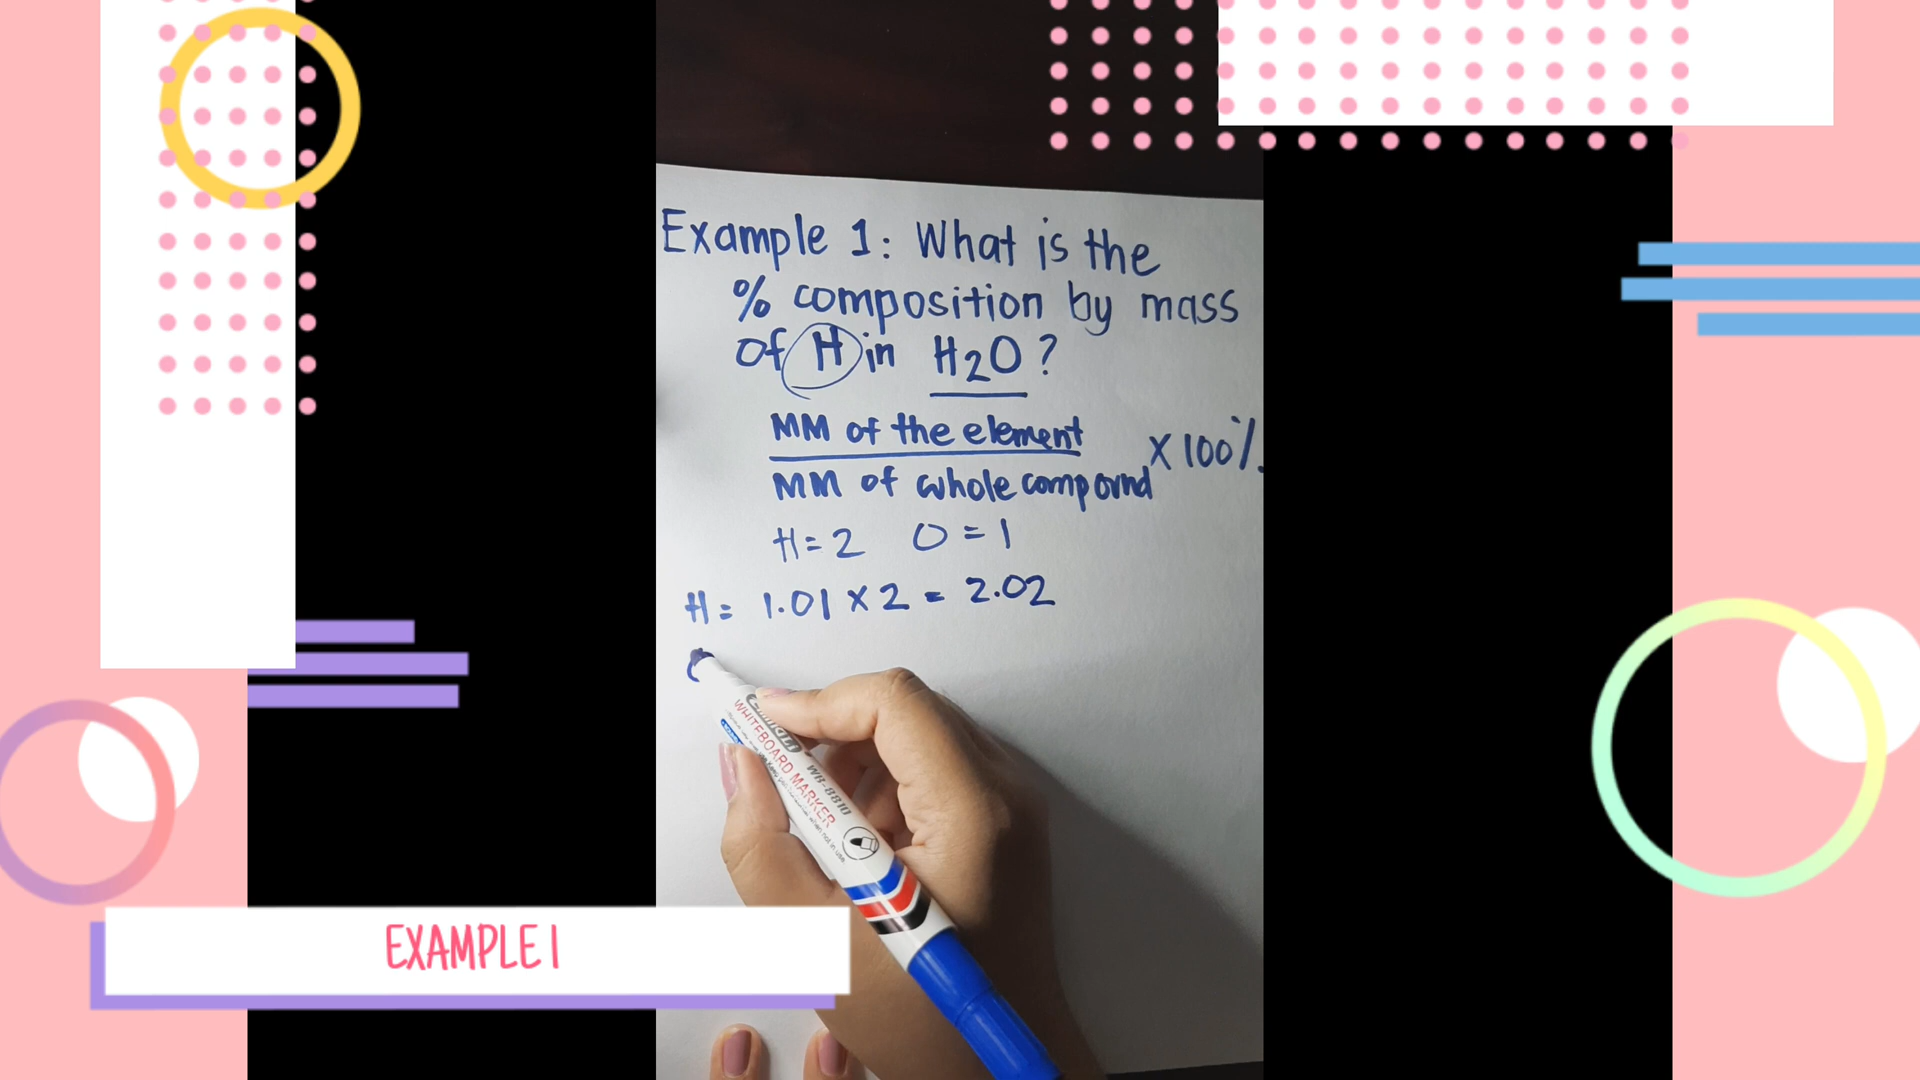 Example 1: What is the
% composition by mass
of H in H2O?
MM of the element
MM of whole compound
X 100%
H = 2 O = 1
H = 1.01 x 2 = 2.02
WHITEBOARD MARKER
WB-8810
EXAMPLE 1